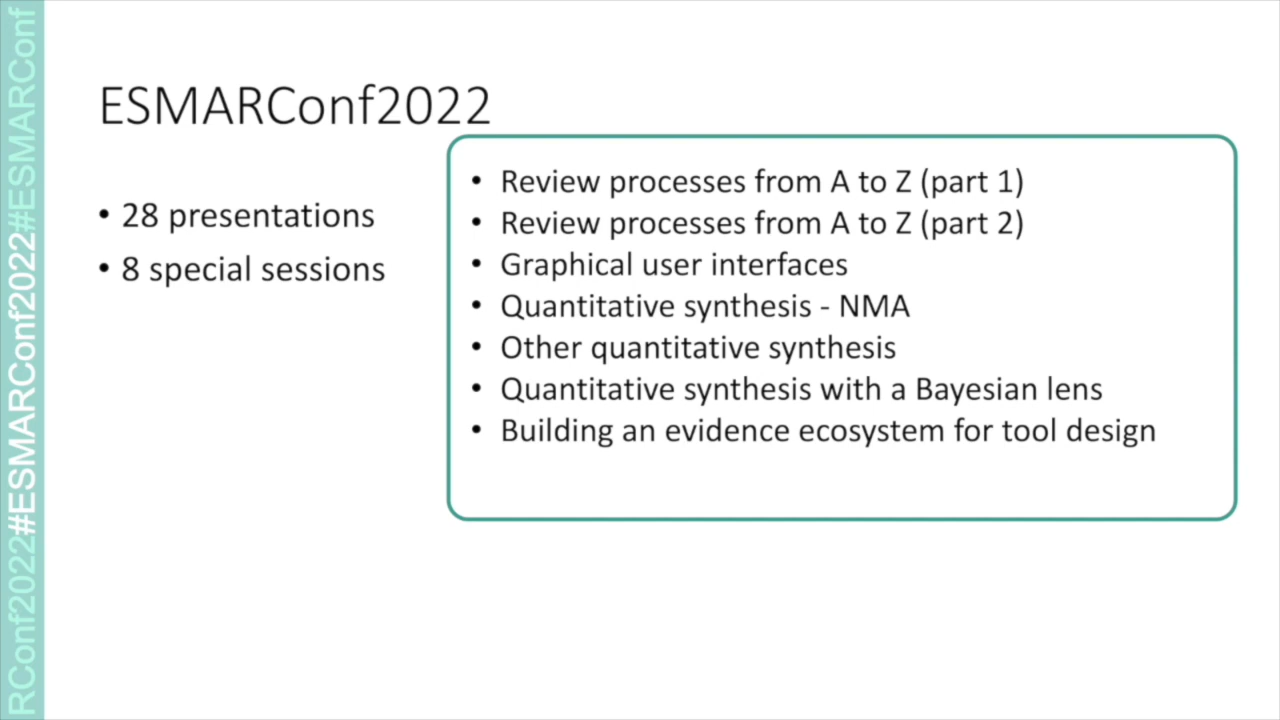 ESMARConf2022
• 28 presentations
• 8 special sessions
• Review processes from A to Z (part 1)
• Review processes from A to Z (part 2)
• Graphical user interfaces
• Quantitative synthesis - NMA
• Other quantitative synthesis
• Quantitative synthesis with a Bayesian lens
• Building an evidence ecosystem for tool design
RConf2022#ESMARConf2022#ESMARConf